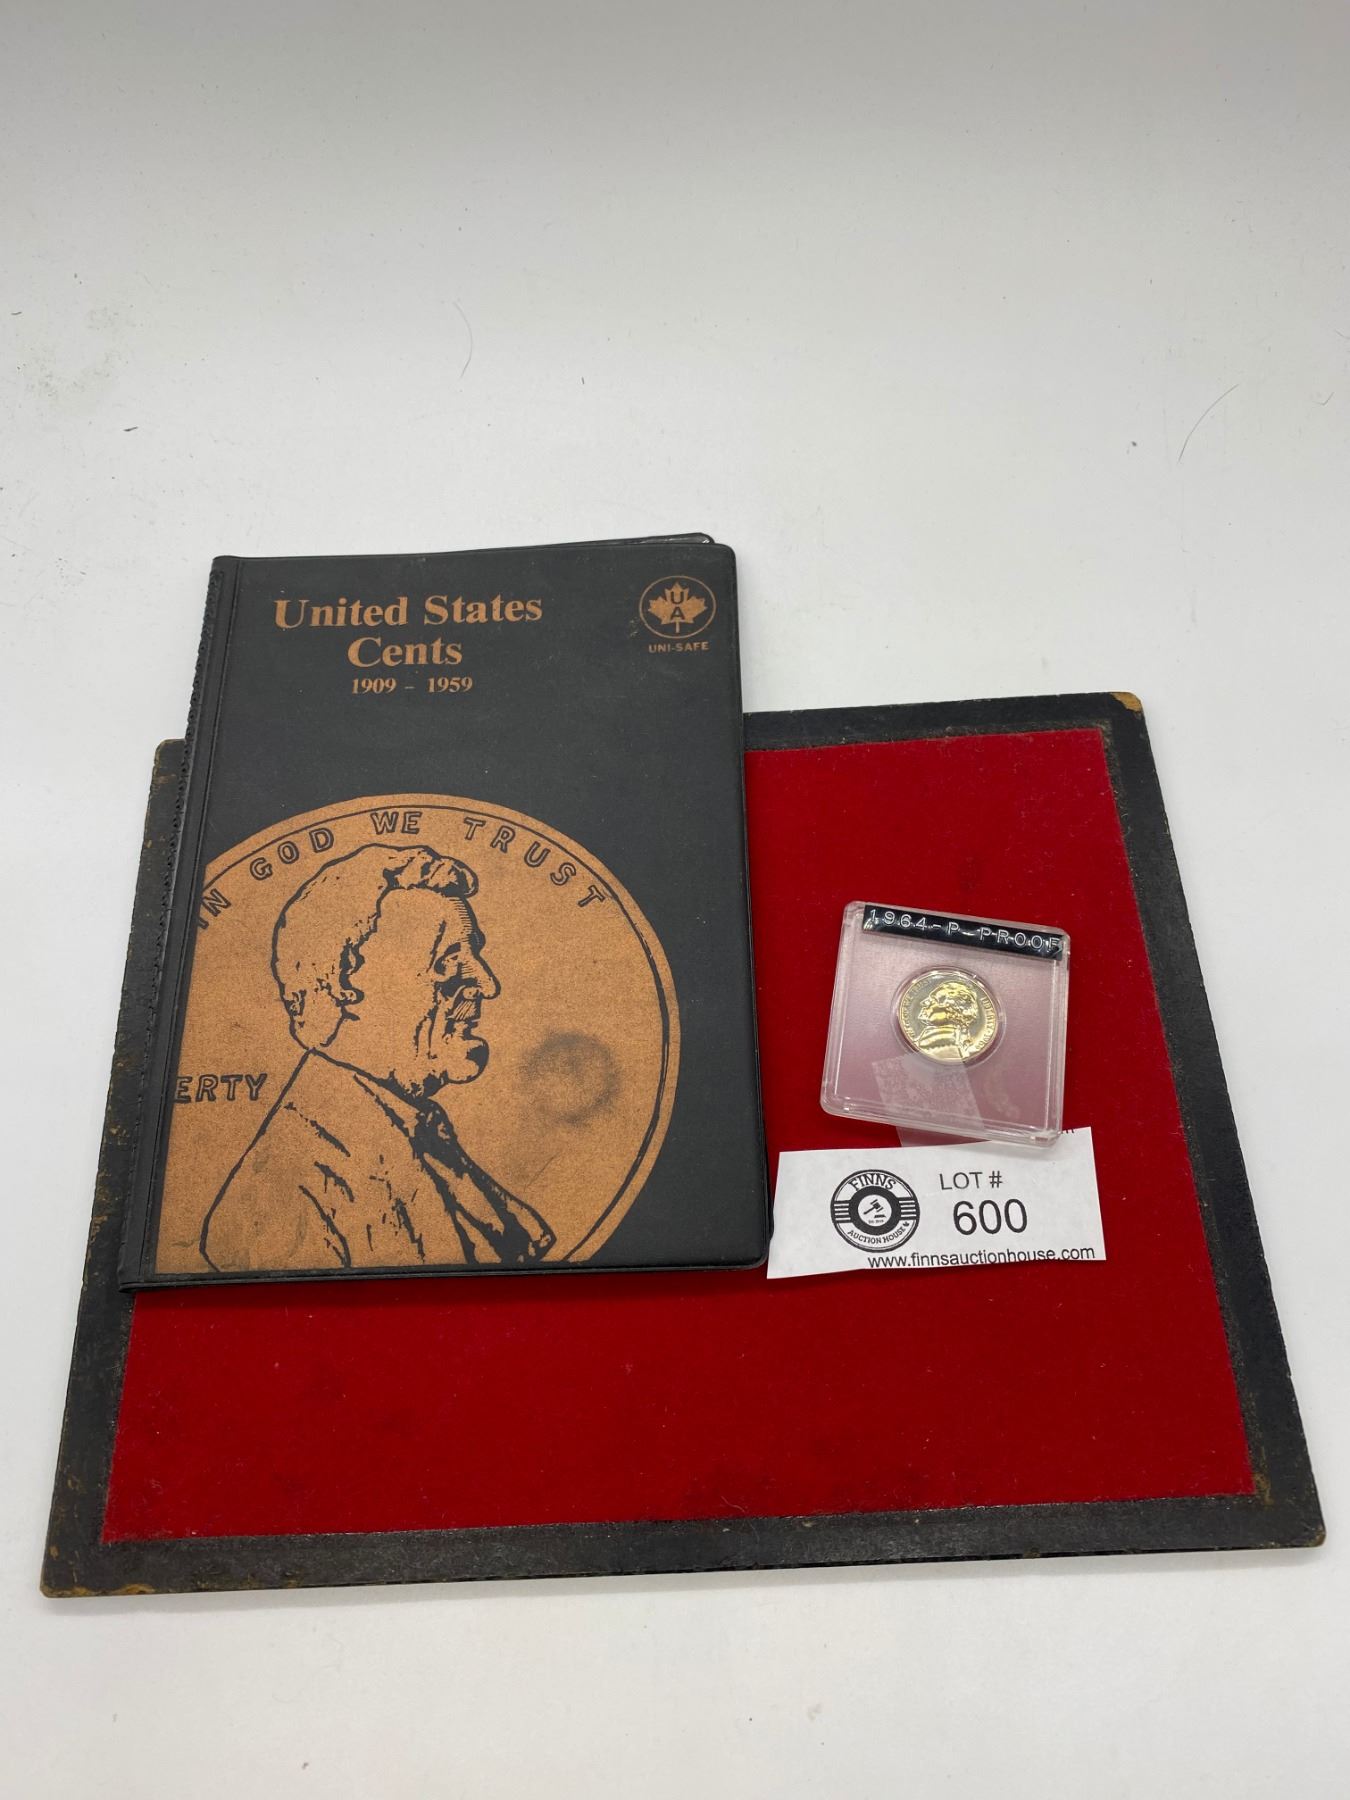 United States
Cents
1909 - 1959
UA
UNI-SAFE
IN GOD WE TRUST
ERTY
1964-P PROOF
FINNS
AUCTION HOUSE
LOT #
600
www.finnsauctionhouse.com